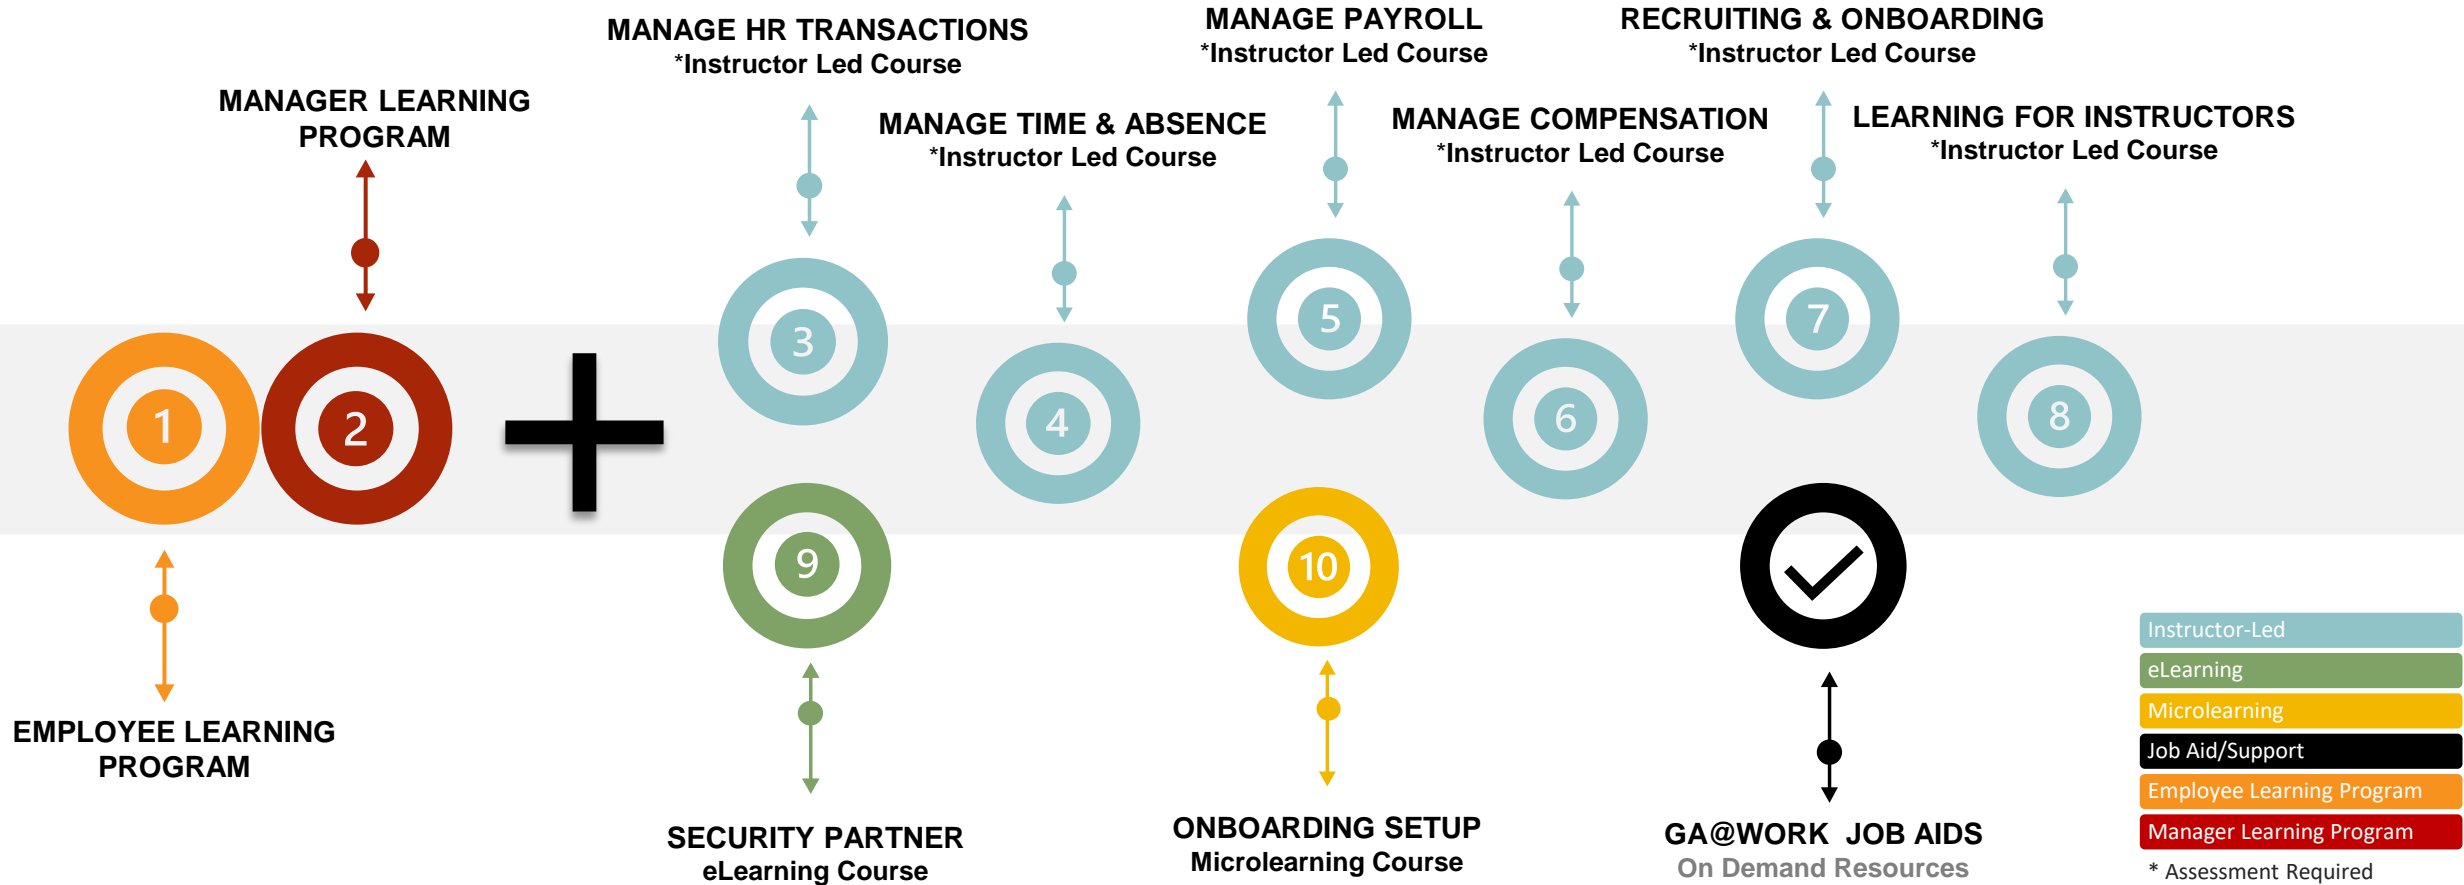 MANAGER LEARNING
PROGRAM
MANAGE HR TRANSACTIONS
*Instructor Led Course
MANAGE TIME & ABSENCE
*Instructor Led Course
MANAGE PAYROLL
*Instructor Led Course
MANAGE COMPENSATION
*Instructor Led Course
RECRUITING & ONBOARDING
*Instructor Led Course
LEARNING FOR INSTRUCTORS
*Instructor Led Course
1
2
3
4
5
6
7
8
9
10
EMPLOYEE LEARNING
PROGRAM
SECURITY PARTNER
eLearning Course
ONBOARDING SETUP
Microlearning Course
GA@WORK JOB AIDS
On Demand Resources
Instructor-Led
eLearning
Microlearning
Job Aid/Support
Employee Learning Program
Manager Learning Program
* Assessment Required